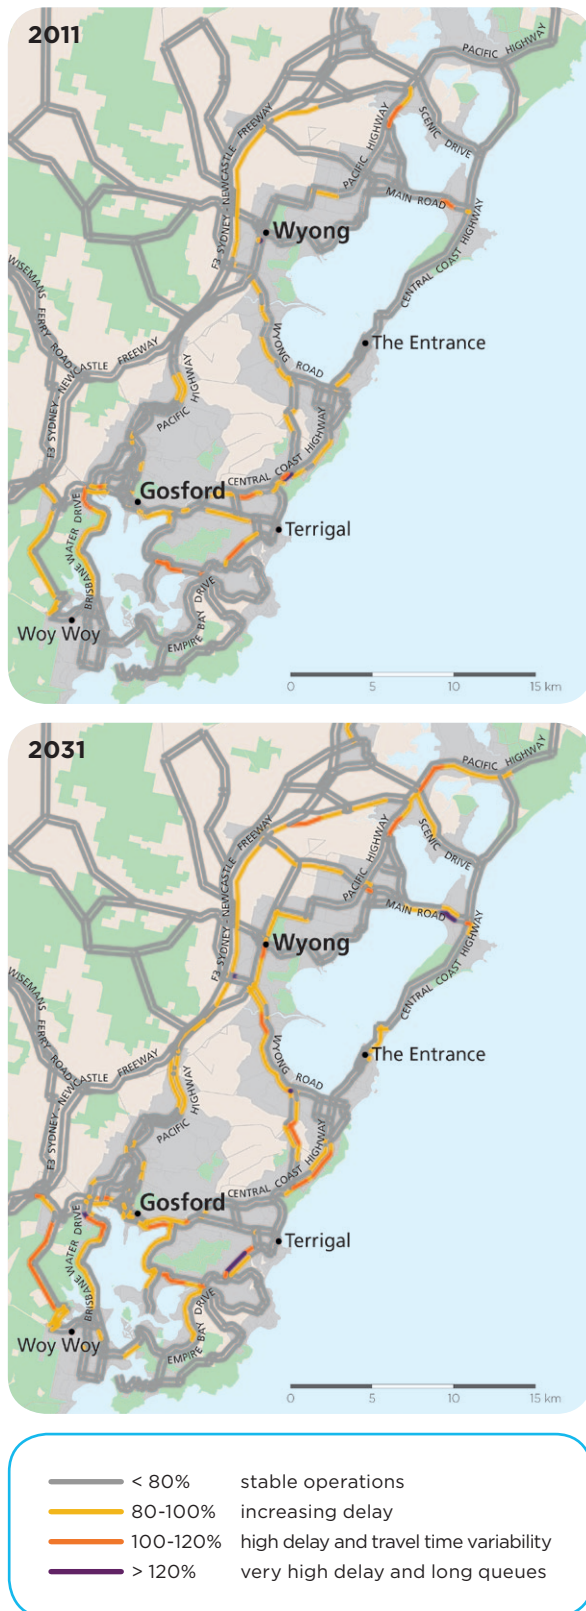 2011
PACIFIC HIGHWAY
SCENIC DRIVE
F3 SYDNEY - NEWCASTLE FREEWAY
PACIFIC HIGHWAY
MAIN ROAD
Wyong
CENTRAL COAST HIGHWAY
WISEMANS FERRY ROAD
The Entrance
WYONG ROAD
F3 SYDNEY - NEWCASTLE FREEWAY
PACIFIC HIGHWAY
CENTRAL COAST HIGHWAY
Gosford
Terrigal
BRISBANE WATER DRIVE
Woy Woy
EMPIRE BAY DRIVE
0 5 10 15 km
2031
PACIFIC HIGHWAY
SCENIC DRIVE
F3 SYDNEY - NEWCASTLE FREEWAY
PACIFIC HIGHWAY
MAIN ROAD
Wyong
CENTRAL COAST HIGHWAY
WISEMANS FERRY ROAD
The Entrance
WYONG ROAD
F3 SYDNEY - NEWCASTLE FREEWAY
PACIFIC HIGHWAY
CENTRAL COAST HIGHWAY
Gosford
Terrigal
BRISBANE WATER DRIVE
Woy Woy
EMPIRE BAY DRIVE
0 5 10 15 km
< 80% stable operations
80-100% increasing delay
100-120% high delay and travel time variability
> 120% very high delay and long queues